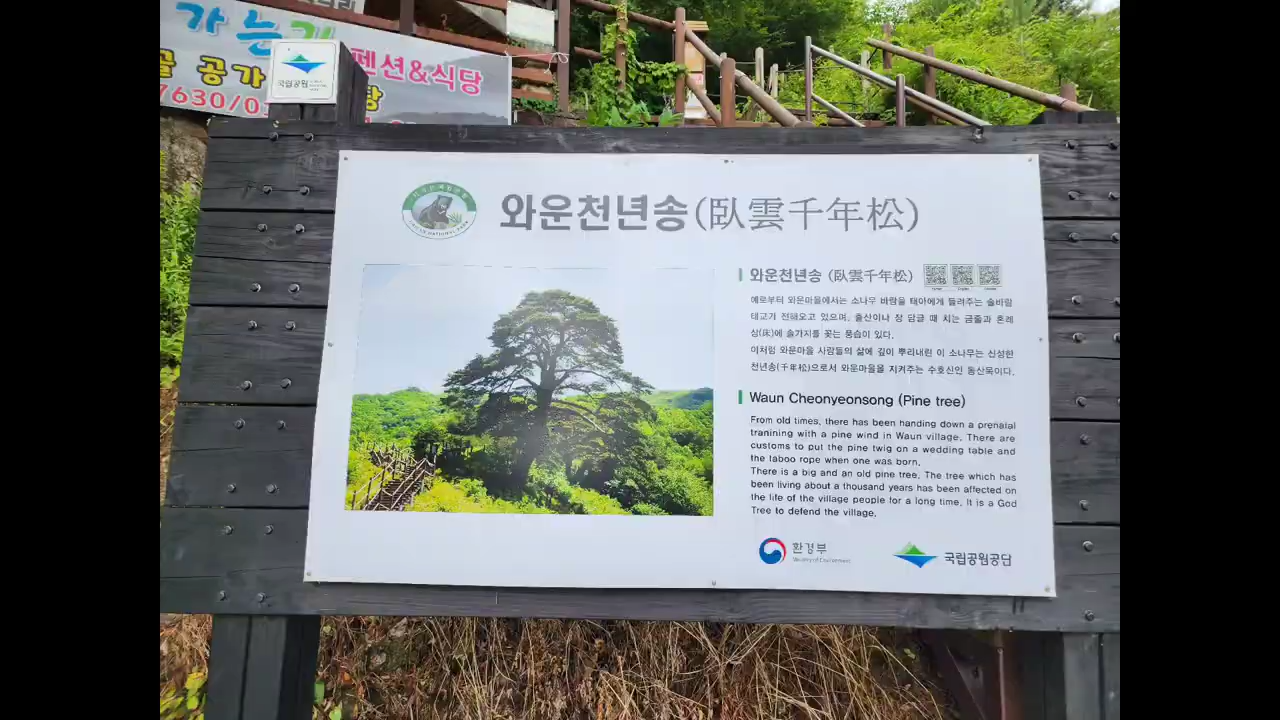 가는
펜션&식당
공가
7630/0
국립공원
와운천년송(臥雲千年松)
와운천년송 (臥雲千年松)
예로부터 와운마을에서는 소나무 바람을 태아에게 들려주는 솔바람
태교가 전해오고 있으며, 출산이나 장 담글 때 치는 금줄과 혼례
상(床)에 솔가지를 꽂는 풍습이 있다.
이처럼 와운마을 사람들의 삶에 깊이 뿌리내린 이 소나무는 신성한
천년송(千年松)으로서 와운마을을 지켜주는 수호신인 동산목이다.
Waun Cheonyeonsong (Pine tree)
From old times, there has been handing down a prenaial
tranining with a pine wind in Waun village. There are
customs to put the pine twig on a wedding table and
the taboo rope when one was born.
There is a big and an old pine tree. The tree which has
been living about a thousand years has been affected on
the life of the village people for a long time. It is a God
Tree to defend the village.
환경부
Ministry of Environment
국립공원공단